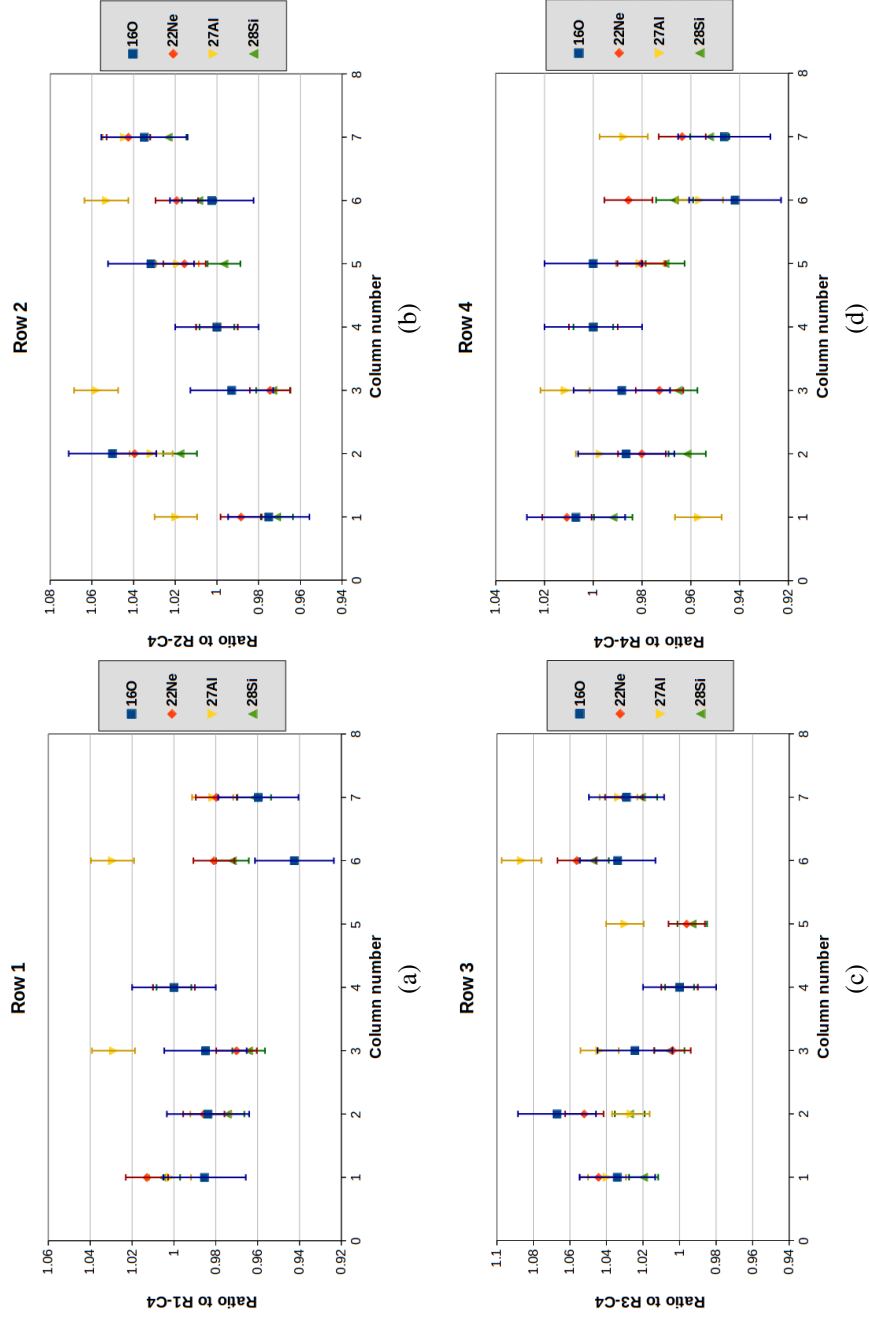 Row 1
Ratio to R1-C4
1.06
1.04
1.02
1
0.98
0.96
0.94
0.92
0 1 2 3 4 5 6 7 8
Column number
16O
22Ne
27Al
28Si
(a)
Row 2
Ratio to R2-C4
1.08
1.06
1.04
1.02
1
0.98
0.96
0.94
0 1 2 3 4 5 6 7 8
Column number
16O
22Ne
27Al
28Si
(b)
Row 3
Ratio to R3-C4
1.1
1.08
1.06
1.04
1.02
1
0.98
0.96
0.94
0 1 2 3 4 5 6 7 8
Column number
16O
22Ne
27Al
28Si
(c)
Row 4
Ratio to R4-C4
1.04
1.02
1
0.98
0.96
0.94
0.92
0 1 2 3 4 5 6 7 8
Column number
16O
22Ne
27Al
28Si
(d)